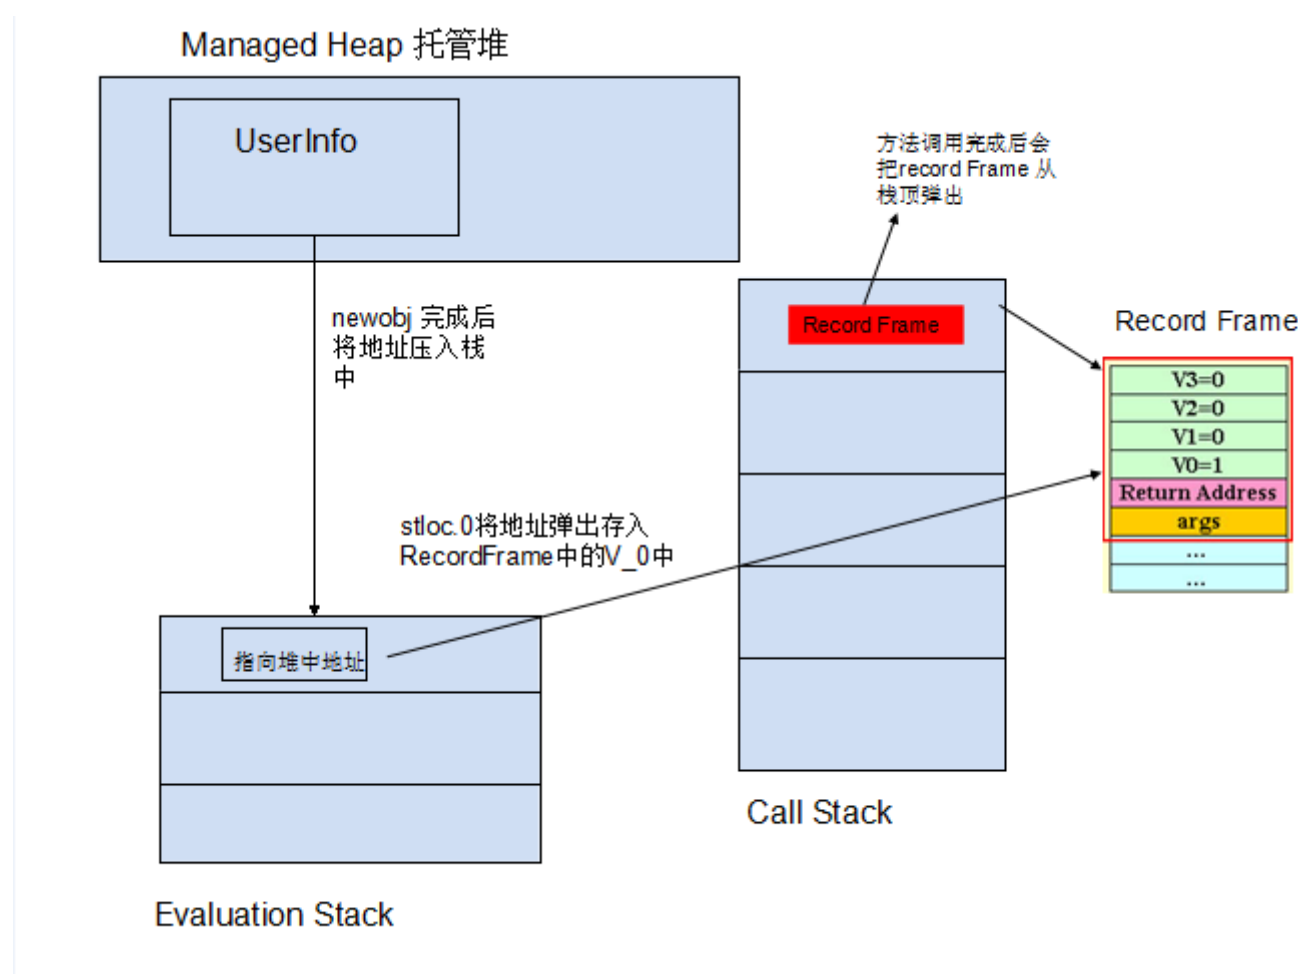 Managed Heap 托管堆
UserInfo
方法调用完成后会
把record Frame 从
栈顶弹出
newobj 完成后
将地址压入栈
中
Record Frame
Record Frame
V3=0
V2=0
V1=0
V0=1
Return Address
args
...
...
stloc.0将地址弹出存入
RecordFrame中的V_0中
指向堆中地址
Call Stack
Evaluation Stack